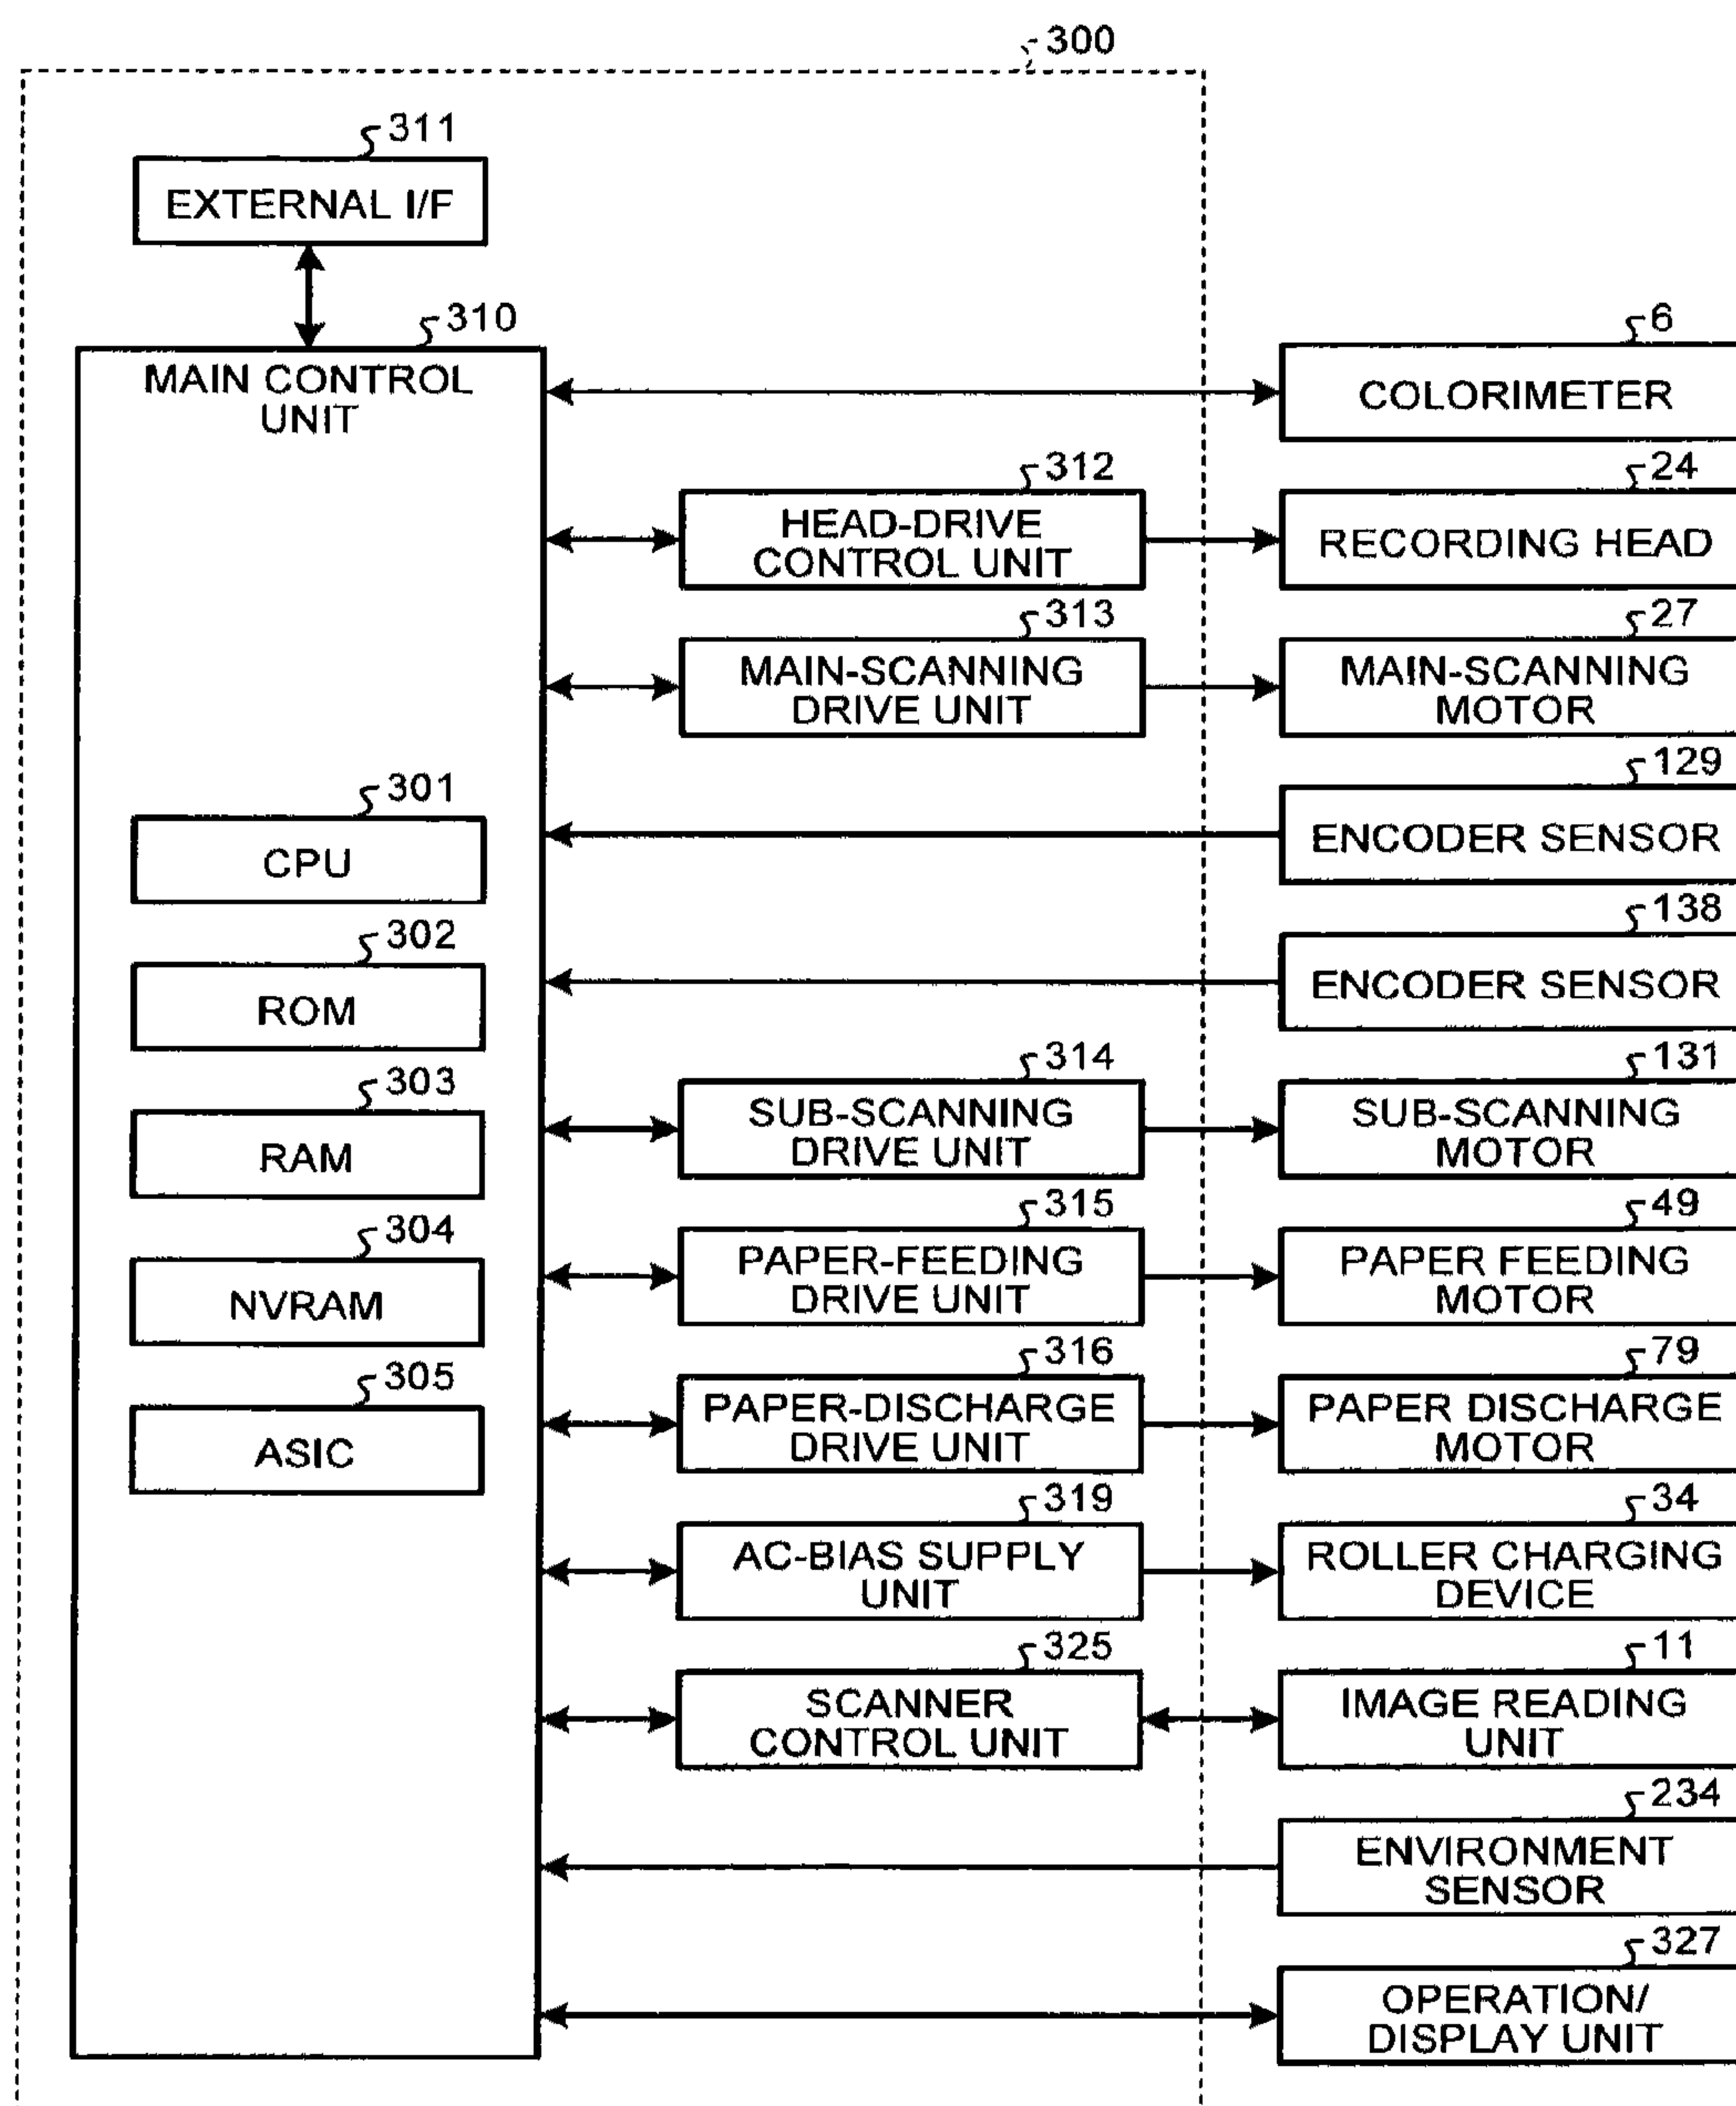 300
311
EXTERNAL I/F
310
MAIN CONTROL
UNIT
6
COLORIMETER
312
HEAD-DRIVE
CONTROL UNIT
24
RECORDING HEAD
313
MAIN-SCANNING
DRIVE UNIT
27
MAIN-SCANNING
MOTOR
301
CPU
129
ENCODER SENSOR
302
ROM
138
ENCODER SENSOR
303
RAM
314
SUB-SCANNING
DRIVE UNIT
131
SUB-SCANNING
MOTOR
304
NVRAM
315
PAPER-FEEDING
DRIVE UNIT
49
PAPER FEEDING
MOTOR
305
ASIC
316
PAPER-DISCHARGE
DRIVE UNIT
79
PAPER DISCHARGE
MOTOR
319
AC-BIAS SUPPLY
UNIT
34
ROLLER CHARGING
DEVICE
325
SCANNER
CONTROL UNIT
11
IMAGE READING
UNIT
234
ENVIRONMENT
SENSOR
327
OPERATION/
DISPLAY UNIT